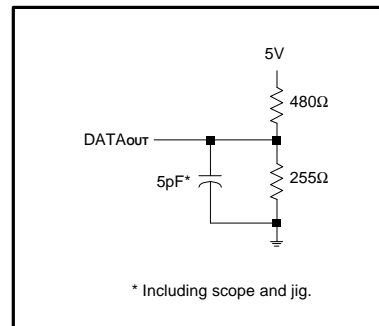 5V
480Ω
DATAOUT
5pF*
255Ω
* Including scope and jig.